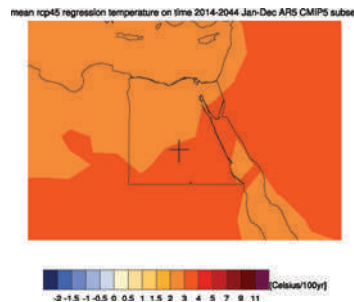 mean rcp45 regression temperature on time 2014-2044 Jan-Dec AR5 CMIP5 subse
[Celsius/100yr]
-2 -1.5 -1 -0.5 0 0.5 1 1.5 2 3 4 5 7 9 11